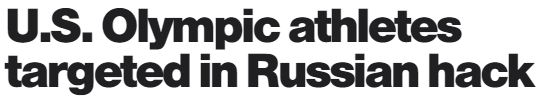 U.S. Olympic athletes
targeted in Russian hack